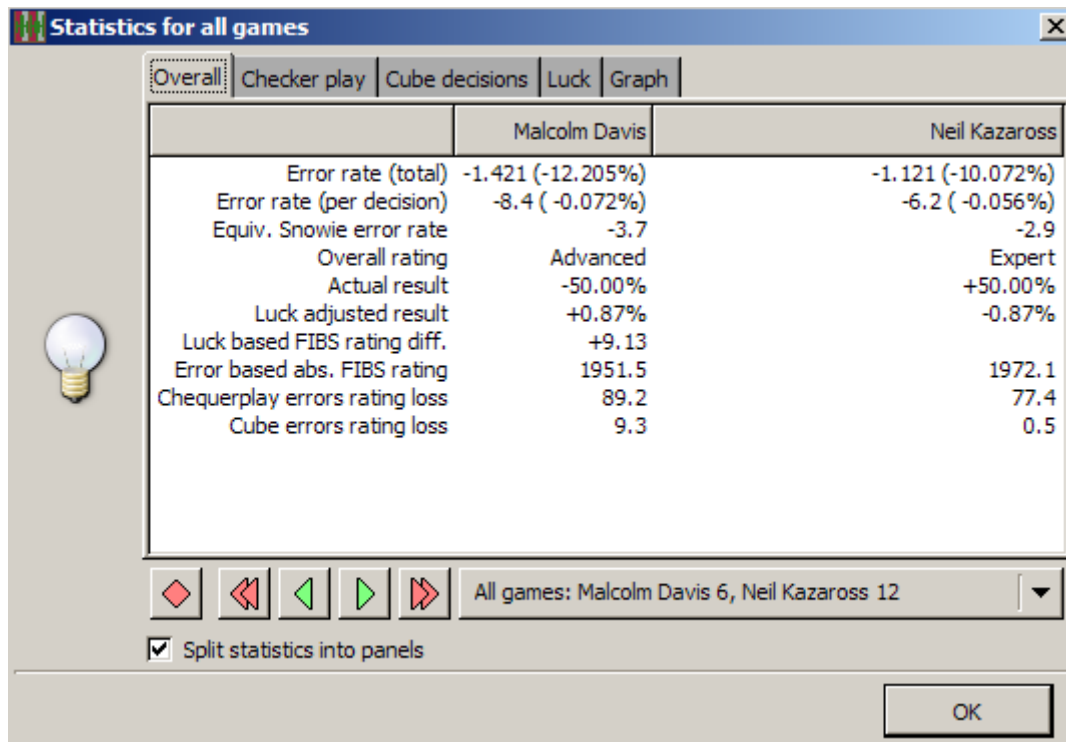 Statistics for all games
Overall Checker play Cube decisions Luck Graph
Malcolm Davis Neil Kazaross
Error rate (total) -1.421 (-12.205%) -1.121 (-10.072%)
Error rate (per decision) -8.4 ( -0.072%) -6.2 ( -0.056%)
Equiv. Snowie error rate -3.7 -2.9
Overall rating Advanced Expert
Actual result -50.00% +50.00%
Luck adjusted result +0.87% -0.87%
Luck based FIBS rating diff. +9.13
Error based abs. FIBS rating 1951.5 1972.1
Chequerplay errors rating loss 89.2 77.4
Cube errors rating loss 9.3 0.5
All games: Malcolm Davis 6, Neil Kazaross 12
Split statistics into panels
OK